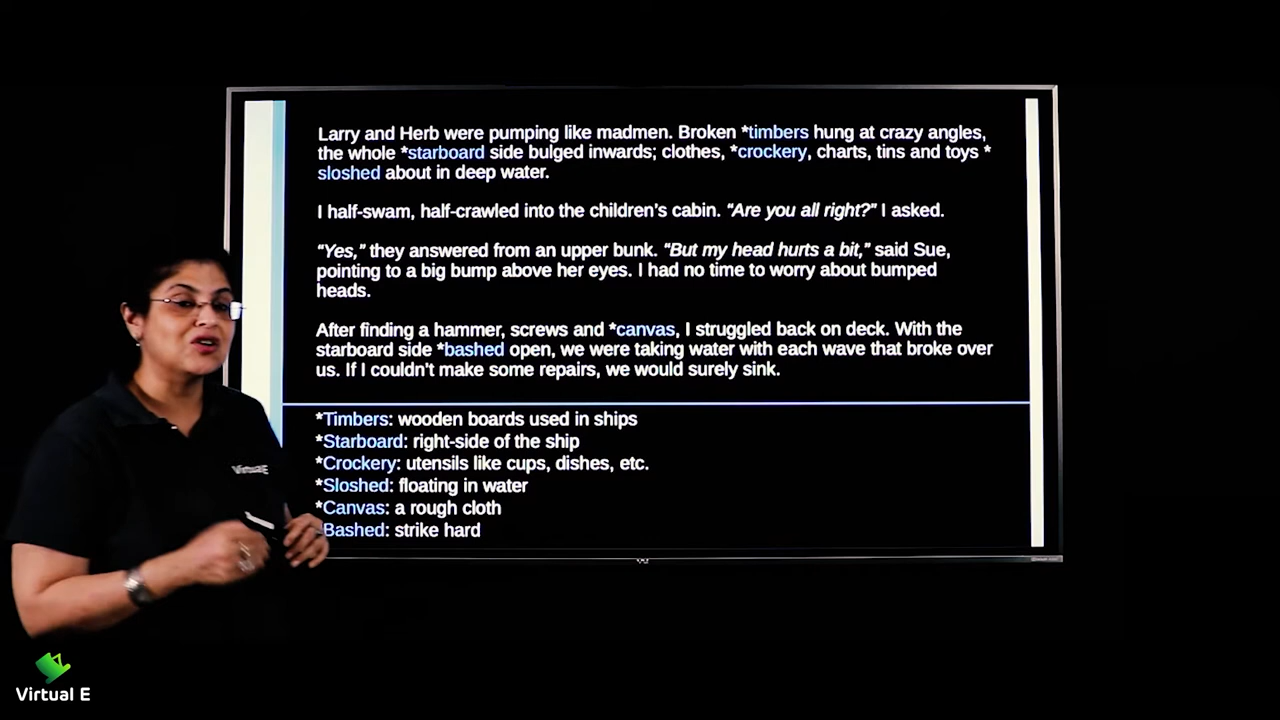 Larry and Herb were pumping like madmen. Broken *timbers hung at crazy angles,
the whole *starboard side bulged inwards; clothes, *crockery, charts, tins and toys *
sloshed about in deep water.
I half-swam, half-crawled into the children's cabin. "Are you all right?" I asked.
"Yes," they answered from an upper bunk. "But my head hurts a bit," said Sue,
pointing to a big bump above her eyes. I had no time to worry about bumped
heads.
After finding a hammer, screws and *canvas, I struggled back on deck. With the
starboard side *bashed open, we were taking water with each wave that broke over
us. If I couldn't make some repairs, we would surely sink.
*Timbers: wooden boards used in ships
*Starboard: right-side of the ship
*Crockery: utensils like cups, dishes, etc.
*Sloshed: floating in water
*Canvas: a rough cloth
Bashed: strike hard
VirtualE
Virtual E